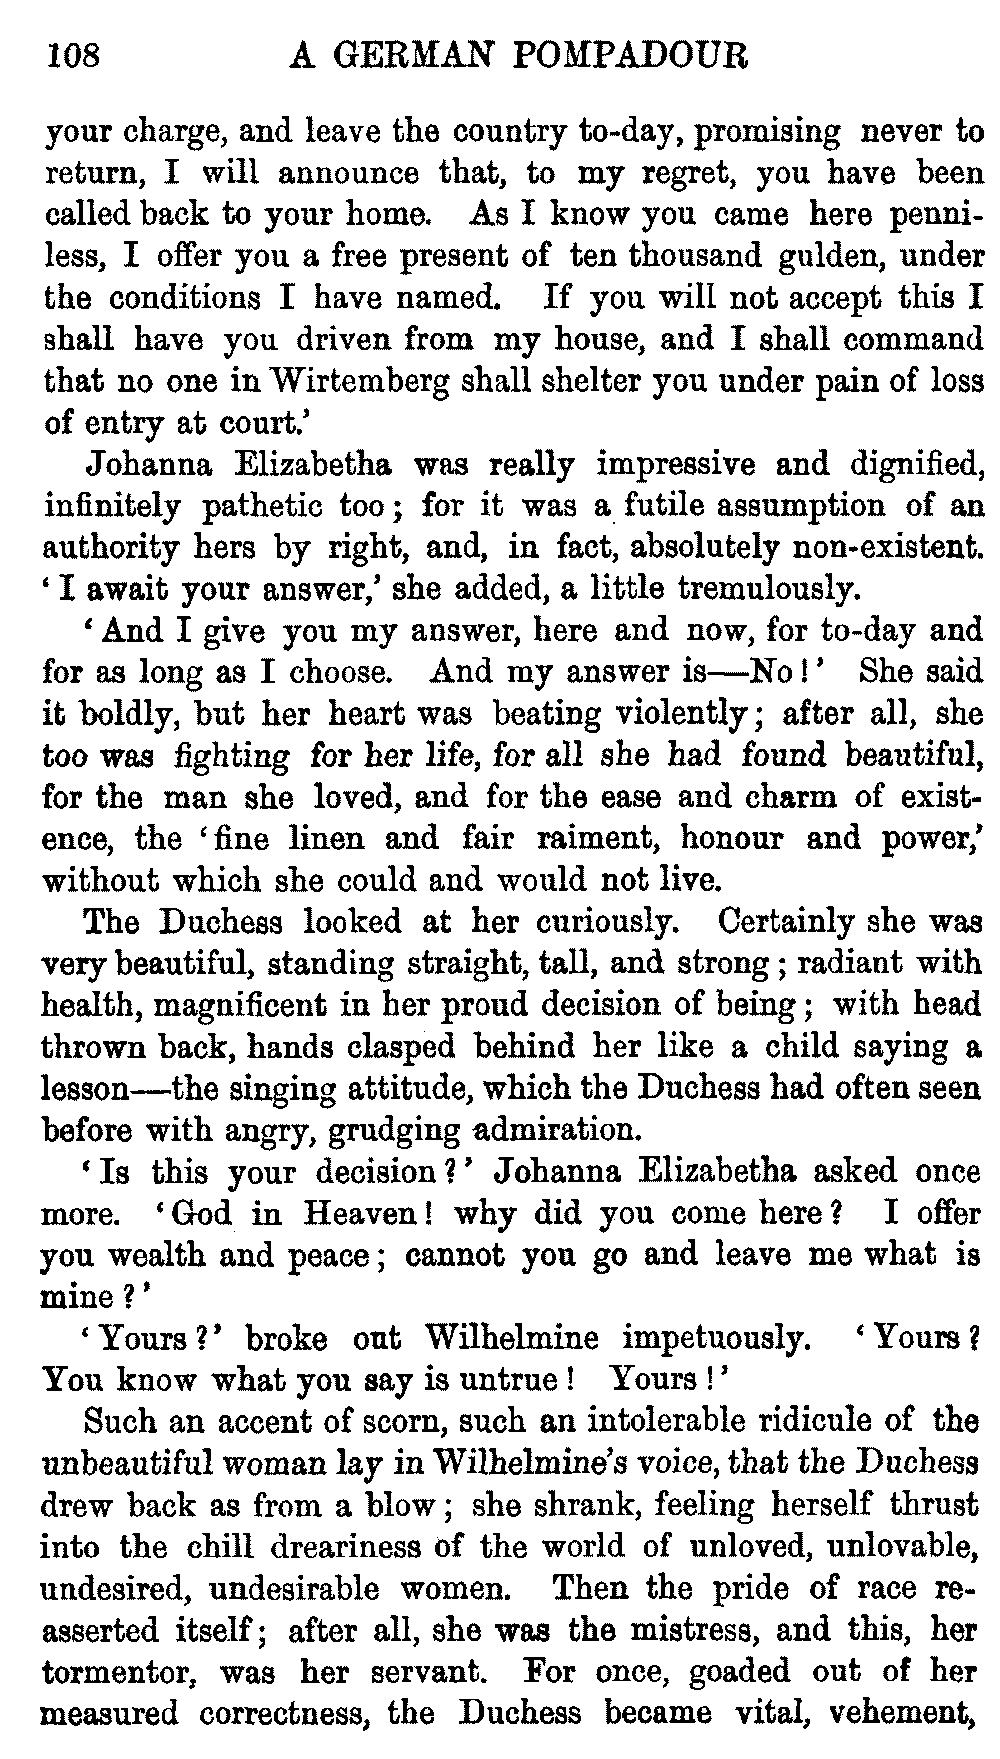 108 A GERMAN POMPADOUR
your charge, and leave the country to-day, promising never to
return, I will announce that, to my regret, you have been
called back to your home. As I know you came here penni-
less, I offer you a free present of ten thousand gulden, under
the conditions I have named. If you will not accept this I
shall have you driven from my house, and I shall command
that no one in Wirtemberg shall shelter you under pain of loss
of entry at court.'
Johanna Elizabetha was really impressive and dignified,
infinitely pathetic too; for it was a futile assumption of an
authority hers by right, and, in fact, absolutely non-existent.
'I await your answer,' she added, a little tremulously.
'And I give you my answer, here and now, for to-day and
for as long as I choose. And my answer is—No!' She said
it boldly, but her heart was beating violently; after all, she
too was fighting for her life, for all she had found beautiful,
for the man she loved, and for the ease and charm of exist-
ence, the 'fine linen and fair raiment, honour and power,'
without which she could and would not live.
The Duchess looked at her curiously. Certainly she was
very beautiful, standing straight, tall, and strong; radiant with
health, magnificent in her proud decision of being; with head
thrown back, hands clasped behind her like a child saying a
lesson—the singing attitude, which the Duchess had often seen
before with angry, grudging admiration.
'Is this your decision?' Johanna Elizabetha asked once
more. 'God in Heaven! why did you come here? I offer
you wealth and peace; cannot you go and leave me what is
mine?'
'Yours?' broke out Wilhelmine impetuously. 'Yours?
You know what you say is untrue! Yours!'
Such an accent of scorn, such an intolerable ridicule of the
unbeautiful woman lay in Wilhelmine's voice, that the Duchess
drew back as from a blow; she shrank, feeling herself thrust
into the chill dreariness of the world of unloved, unlovable,
undesired, undesirable women. Then the pride of race re-
asserted itself; after all, she was the mistress, and this, her
tormentor, was her servant. For once, goaded out of her
measured correctness, the Duchess became vital, vehement,